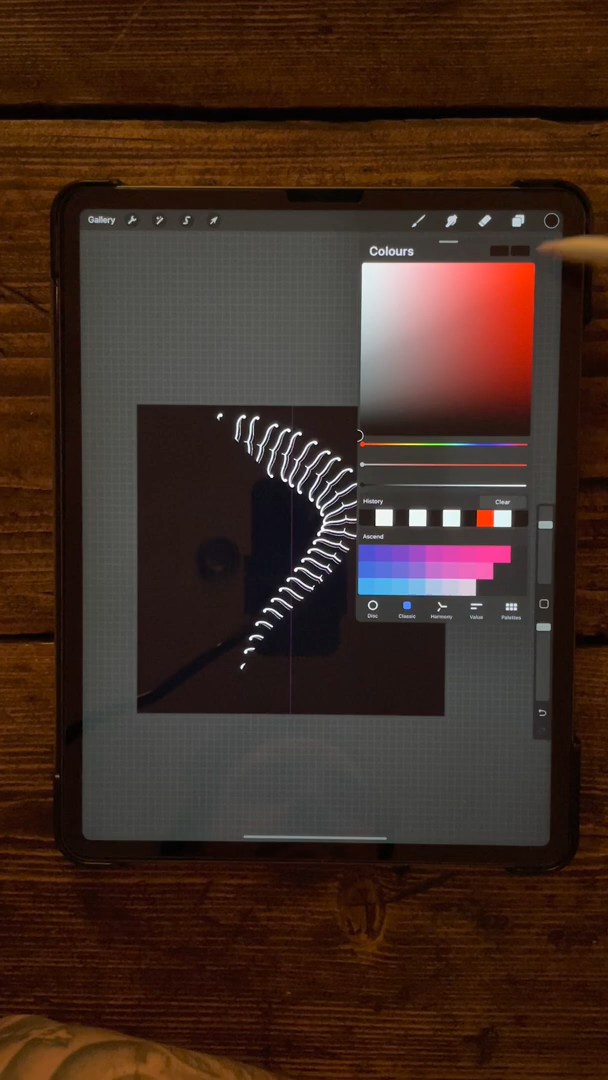 Gallery
Colours
History
Clear
Ascend
Disc
Classic
Harmony
Value
Palettes